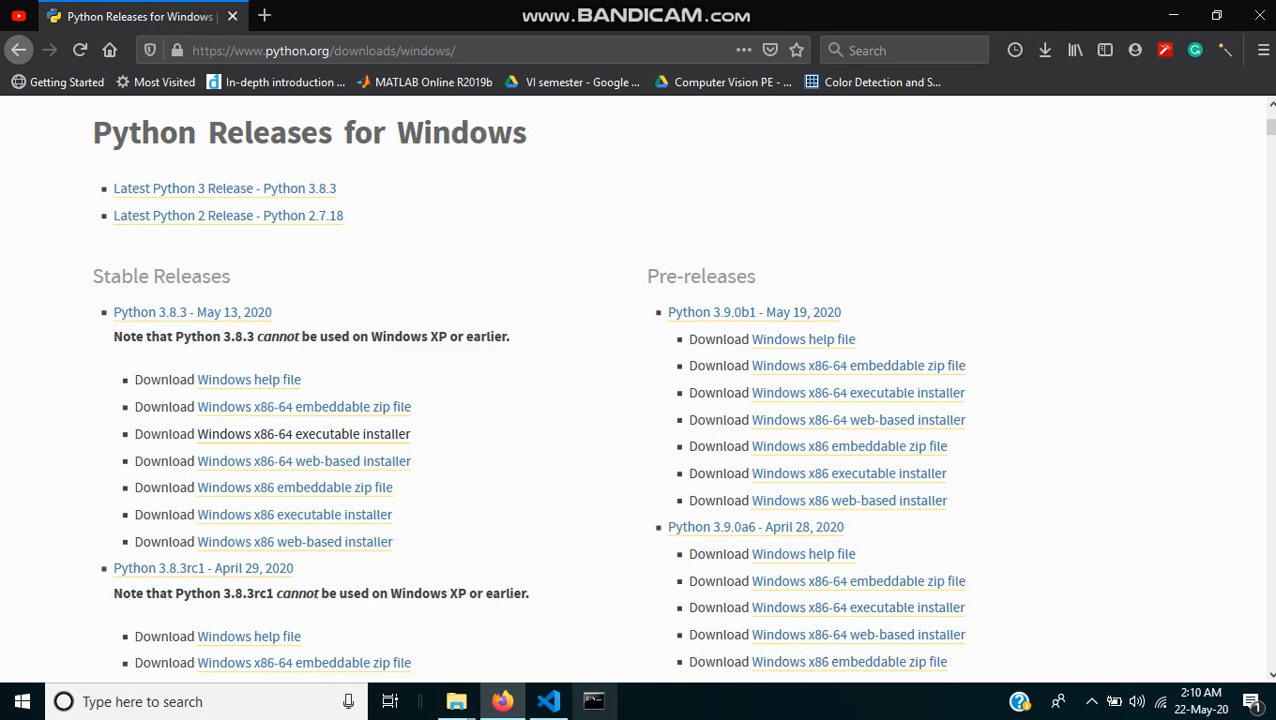 Python Releases for Windows |
www.BANDICAM.com
https://www.python.org/downloads/windows/
Search
Getting Started
Most Visited
In-depth introduction ...
MATLAB Online R2019b
VI semester - Google ...
Computer Vision PE - ...
Color Detection and S...
Python Releases for Windows
Latest Python 3 Release - Python 3.8.3
Latest Python 2 Release - Python 2.7.18
Stable Releases
Python 3.8.3 - May 13, 2020
Note that Python 3.8.3 cannot be used on Windows XP or earlier.
Download Windows help file
Download Windows x86-64 embeddable zip file
Download Windows x86-64 executable installer
Download Windows x86-64 web-based installer
Download Windows x86 embeddable zip file
Download Windows x86 executable installer
Download Windows x86 web-based installer
Python 3.8.3rc1 - April 29, 2020
Note that Python 3.8.3rc1 cannot be used on Windows XP or earlier.
Download Windows help file
Download Windows x86-64 embeddable zip file
Pre-releases
Python 3.9.0b1 - May 19, 2020
Download Windows help file
Download Windows x86-64 embeddable zip file
Download Windows x86-64 executable installer
Download Windows x86-64 web-based installer
Download Windows x86 embeddable zip file
Download Windows x86 executable installer
Download Windows x86 web-based installer
Python 3.9.0a6 - April 28, 2020
Download Windows help file
Download Windows x86-64 embeddable zip file
Download Windows x86-64 executable installer
Download Windows x86-64 web-based installer
Download Windows x86 embeddable zip file
Type here to search
2:10 AM
22-May-20
1